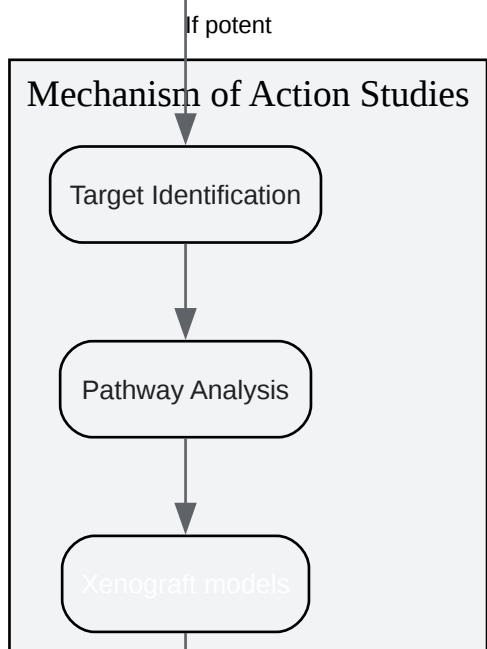 If potent
Mechanism of Action Studies
Target Identification
Pathway Analysis
Xenograft models